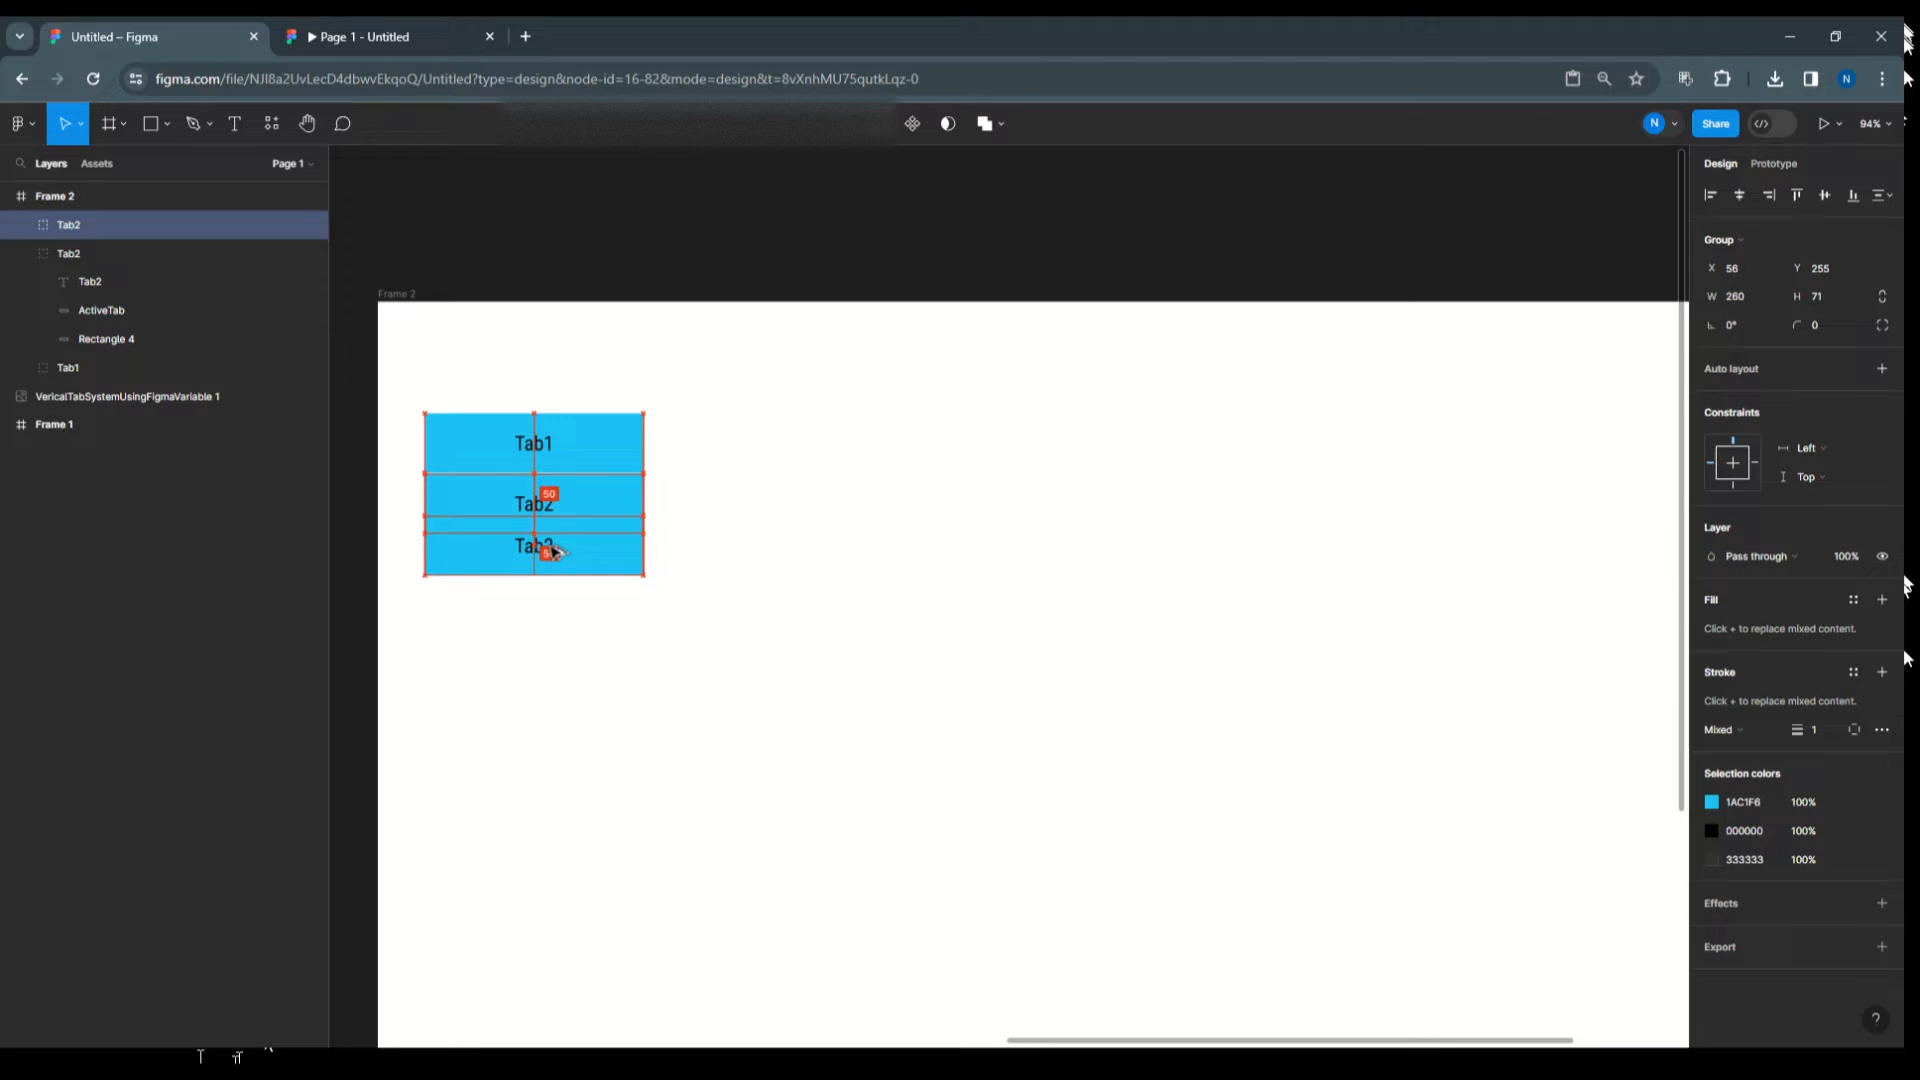 Untitled – Figma
Page 1 - Untitled
figma.com/file/NJl8a2UvLecD4dbwvEkqoQ/Untitled?type=design&node-id=16-82&mode=design&t=8vXnhMU75qutkLqz-0
N
N
Share
94%
Layers
Assets
Page 1
Frame 2
Tab2
Tab2
Tab2
ActiveTab
Rectangle 4
Tab1
VericalTabSystemUsingFigmaVariable 1
Frame 1
Frame 2
Tab1
50
Tab2
Tab2
Design
Prototype
Group
X 56
Y 255
W 260
H 71
0°
0
Auto layout
Constraints
Left
Top
Layer
Pass through
100%
Fill
Click + to replace mixed content.
Stroke
Click + to replace mixed content.
Mixed
1
Selection colors
1AC1F6 100%
000000 100%
333333 100%
Effects
Export
?